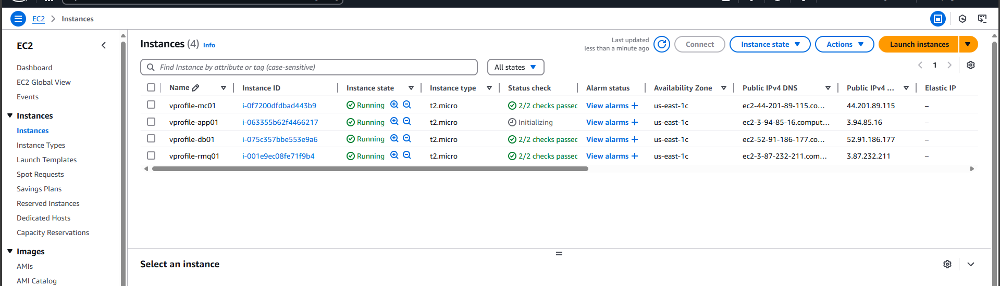 EC2 > Instances
EC2
Dashboard
EC2 Global View
Events
Instances
Instances
Instance Types
Launch Templates
Spot Requests
Savings Plans
Reserved Instances
Dedicated Hosts
Capacity Reservations
Images
AMIs
AMI Catalog
Instances (4) Info
Last updated
less than a minute ago
Connect
Instance state
Actions
Launch instances
Find Instance by attribute or tag (case-sensitive)
All states
1
Name Instance ID Instance state Instance type Status check Alarm status Availability Zone Public IPv4 DNS Public IPv4 ... Elastic IP
vprofile-mc01 i-0f7200dfdbad443b9 Running t2.micro 2/2 checks passed View alarms + us-east-1c ec2-44-201-89-115.co... 44.201.89.115 –
vprofile-app01 i-063355b62f4466217 Running t2.micro Initializing View alarms + us-east-1c ec2-3-94-85-16.comput... 3.94.85.16 –
vprofile-db01 i-075c357bbe553e9a6 Running t2.micro 2/2 checks passed View alarms + us-east-1c ec2-52-91-186-177.co... 52.91.186.177 –
vprofile-rmq01 i-001e9ec08fe71f9b4 Running t2.micro 2/2 checks passed View alarms + us-east-1c ec2-3-87-232-211.com... 3.87.232.211 –
Select an instance